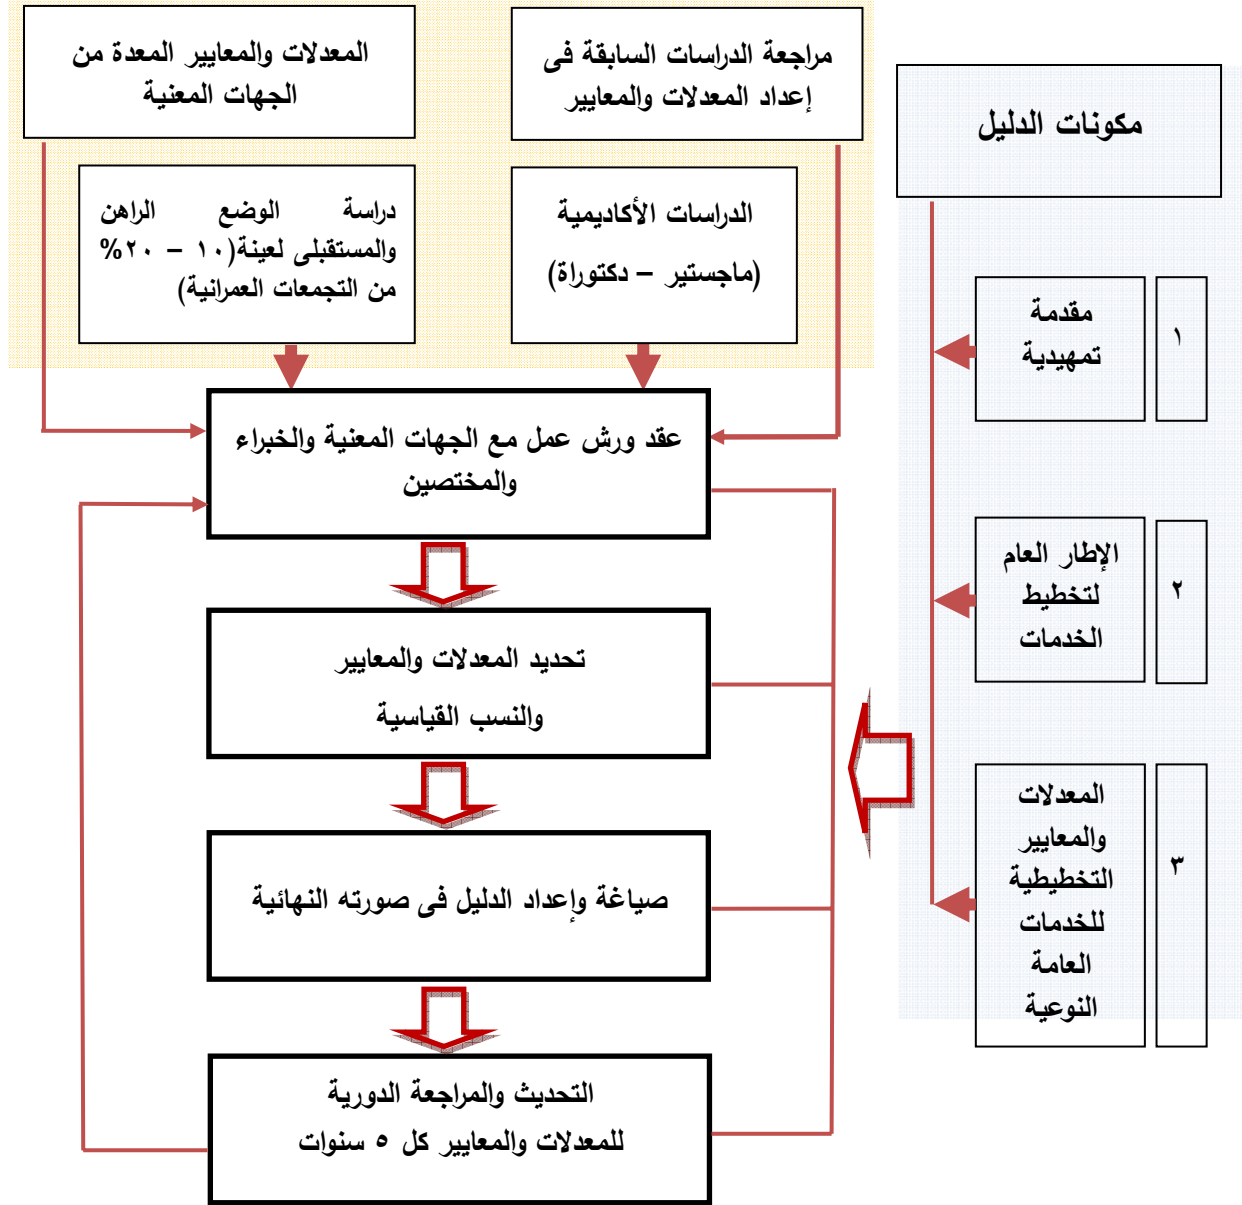 مراجعة الدراسات السابقة فى
إعداد المعدلات والمعايير
المعدلات والمعايير المعدة من
الجهات المعنية
الدراسات الأكاديمية
(ماجستير – دكتوراة)
دراسة الوضع الراهن
والمستقبلى لعينة(١٠ – ٢٠%
من التجمعات العمرانية)
مكونات الدليل
١
مقدمة
تمهيدية
٢
الإطار العام
لتخطيط
الخدمات
٣
المعدلات
والمعايير
التخطيطية
للخدمات
العامة
النوعية
عقد ورش عمل مع الجهات المعنية والخبراء
والمختصين
تحديد المعدلات والمعايير
والنسب القياسية
صياغة وإعداد الدليل فى صورته النهائية
التحديث والمراجعة الدورية
للمعدلات والمعايير كل ٥ سنوات